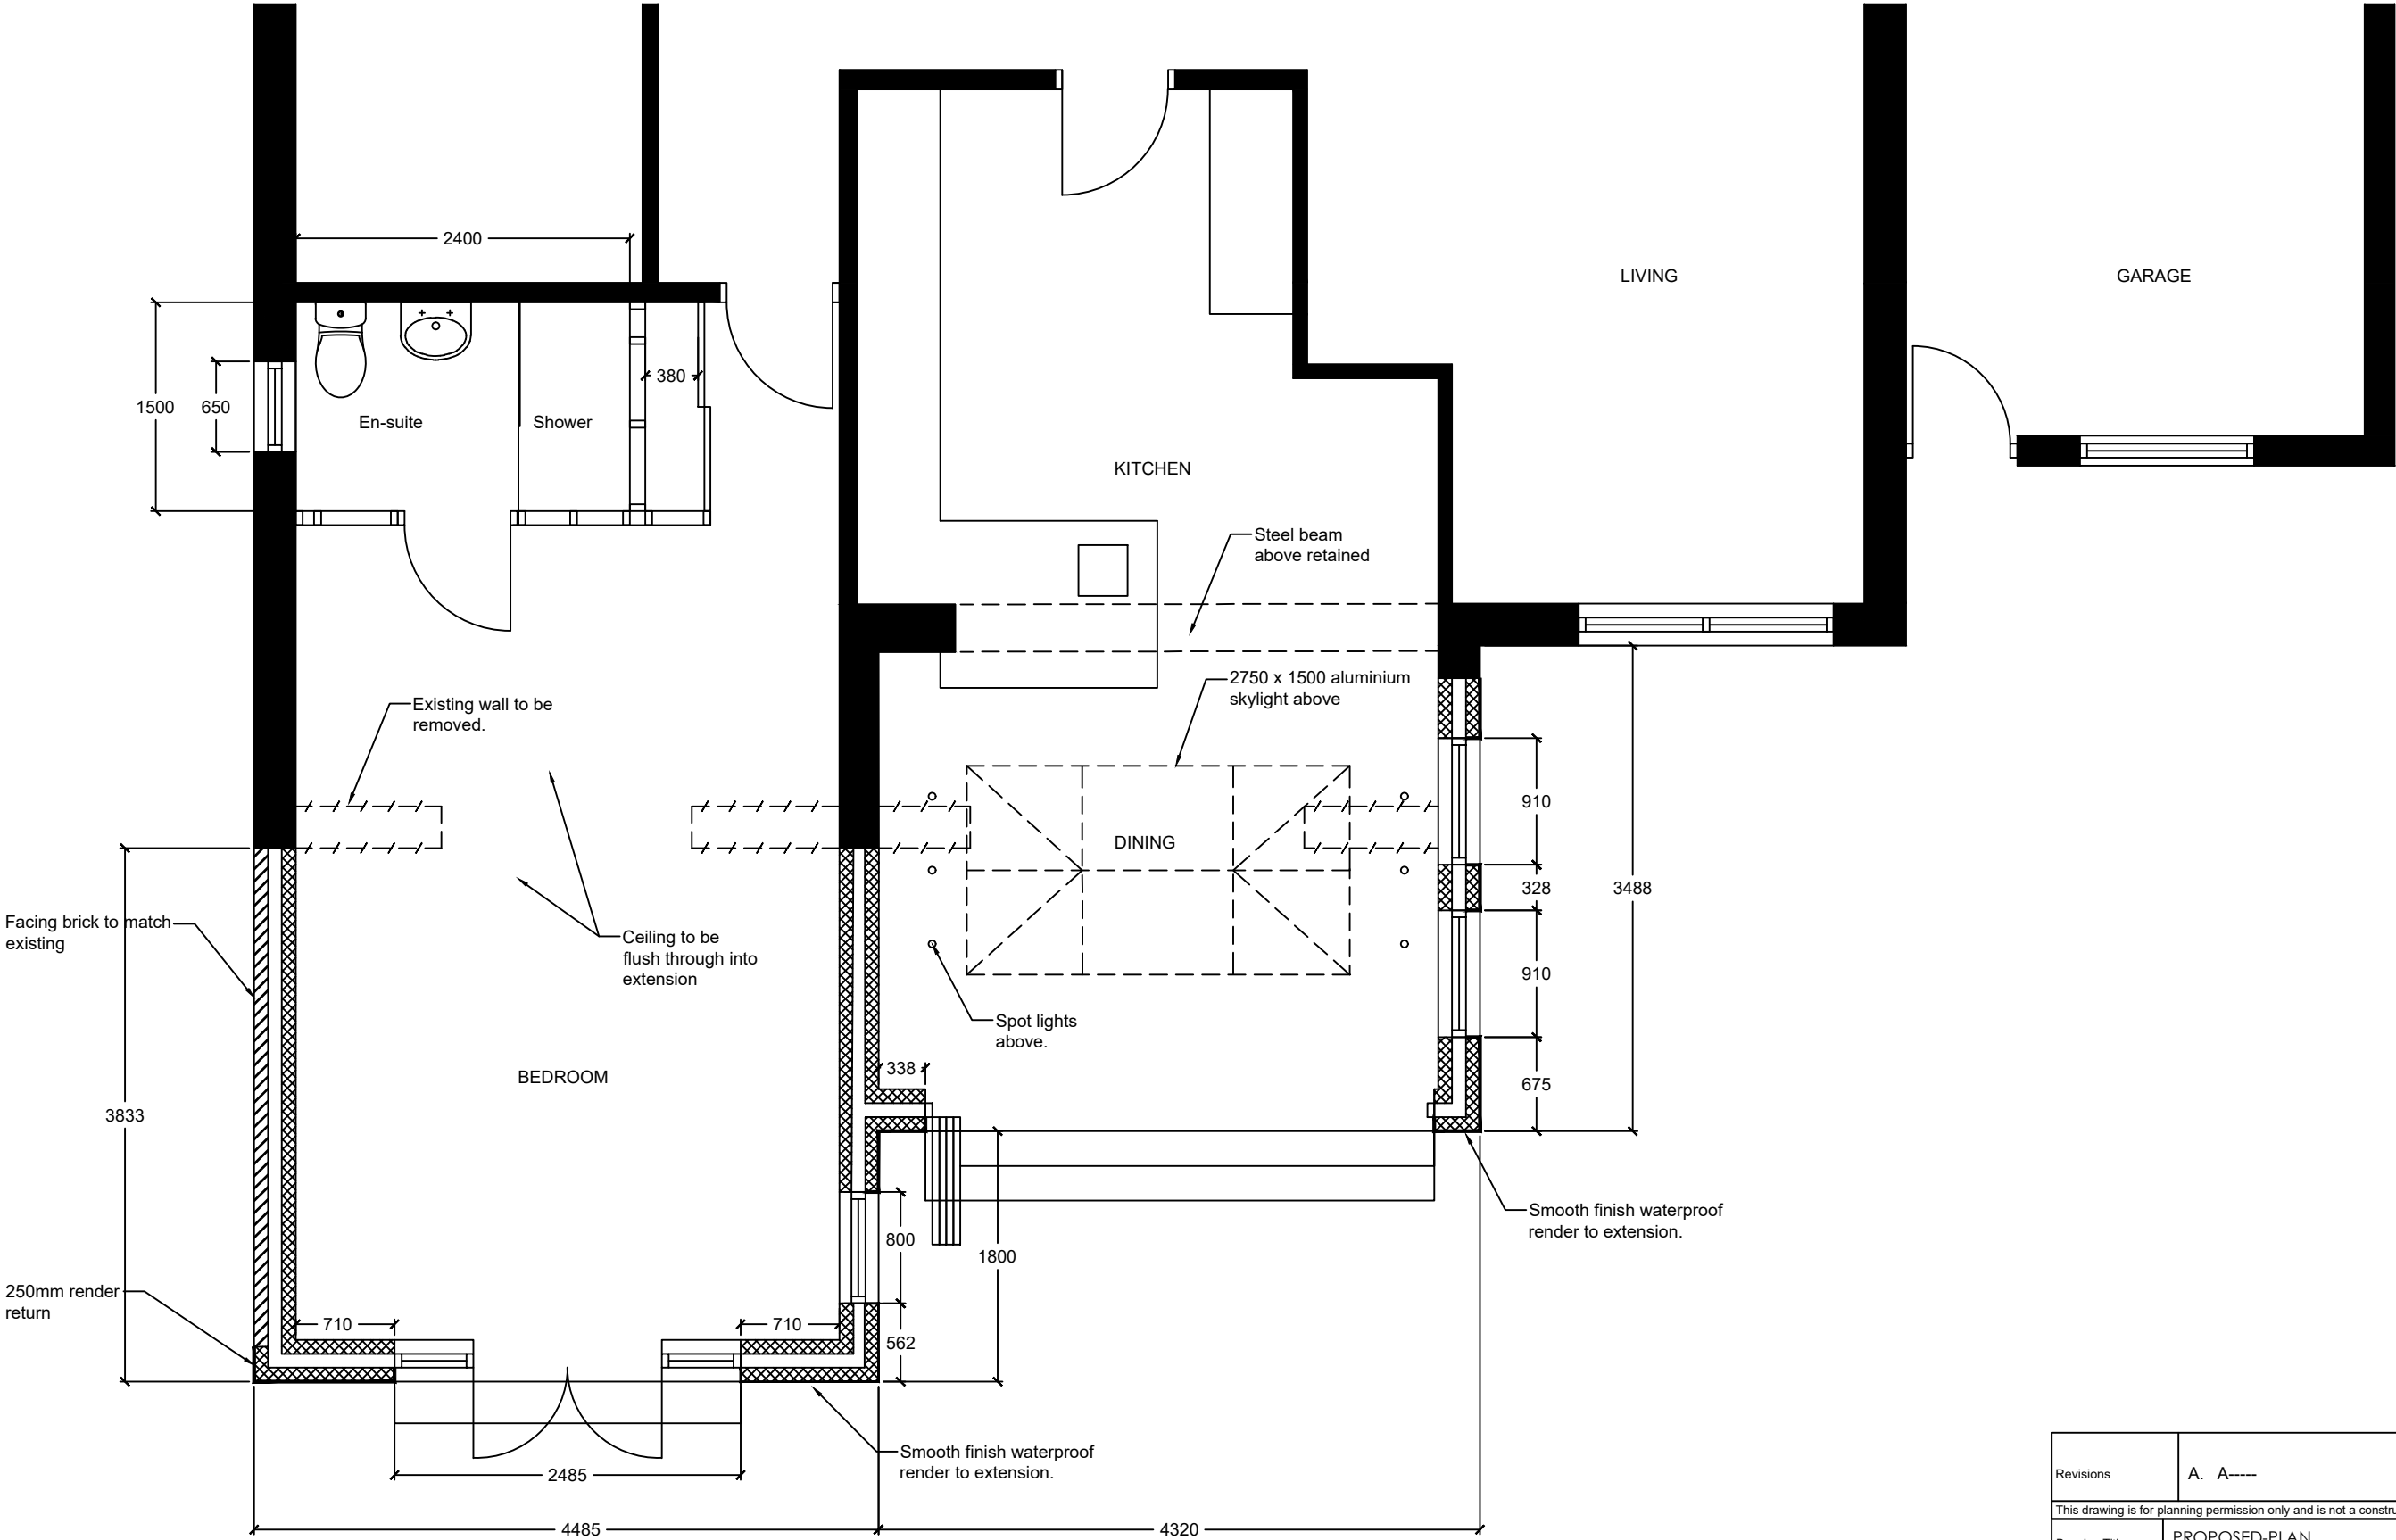 2400
LIVING
GARAGE
380
1500
650
En-suite
Shower
KITCHEN
Steel beam
above retained
2750 x 1500 aluminium
skylight above
Existing wall to be
removed.
910
DINING
328
3488
Facing brick to match
existing
Ceiling to be
flush through into
extension
910
Spot lights
above.
338
BEDROOM
675
3833
Smooth finish waterproof
render to extension.
800
1800
250mm render
return
710
710
562
Smooth finish waterproof
render to extension.
2485
Revisions
A. A-----
This drawing is for planning permission only and is not a constru
4485
4320
PROPOSED-PLAN